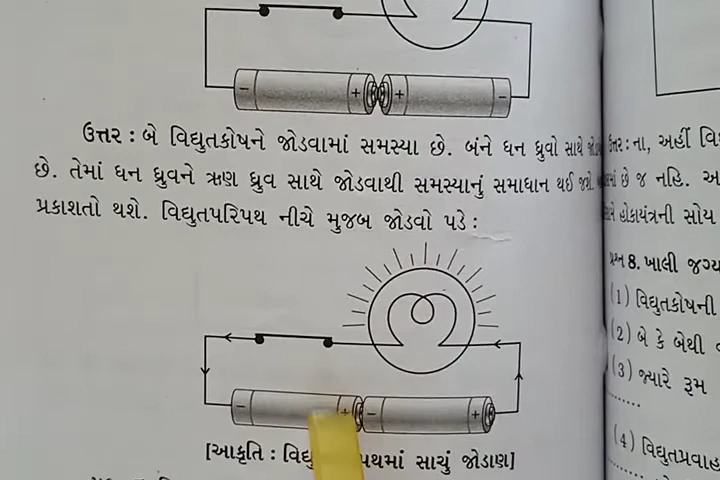 − + + −
ઉત્તર : બે વિદ્યુતકોષને જોડવામાં સમસ્યા છે. બંને ધન ધ્રુવો સાથે
છે. તેમાં ધન ધ્રુવને ઋણ ધ્રુવ સાથે જોડવાથી સમસ્યાનું સમાધાન થઈ જશે.
પ્રકાશતો થશે. વિદ્યુતપરિપથ નીચે મુજબ જોડવો પડે :
− + − +
[આકૃતિ : વિદ્યુ પથમાં સાચું જોડાણ]
ઉત્તર : ના, અહીં વિદ્
છે જ નહિ. અ
હોકાયંત્રની સોય
પ્રશ્ન 8. ખાલી જગ્ય
(1) વિદ્યુતકોષની
(2) બે કે બેથી વ
(3) જ્યારે રૂમ
........
(4) વિદ્યુતપ્રવાહ